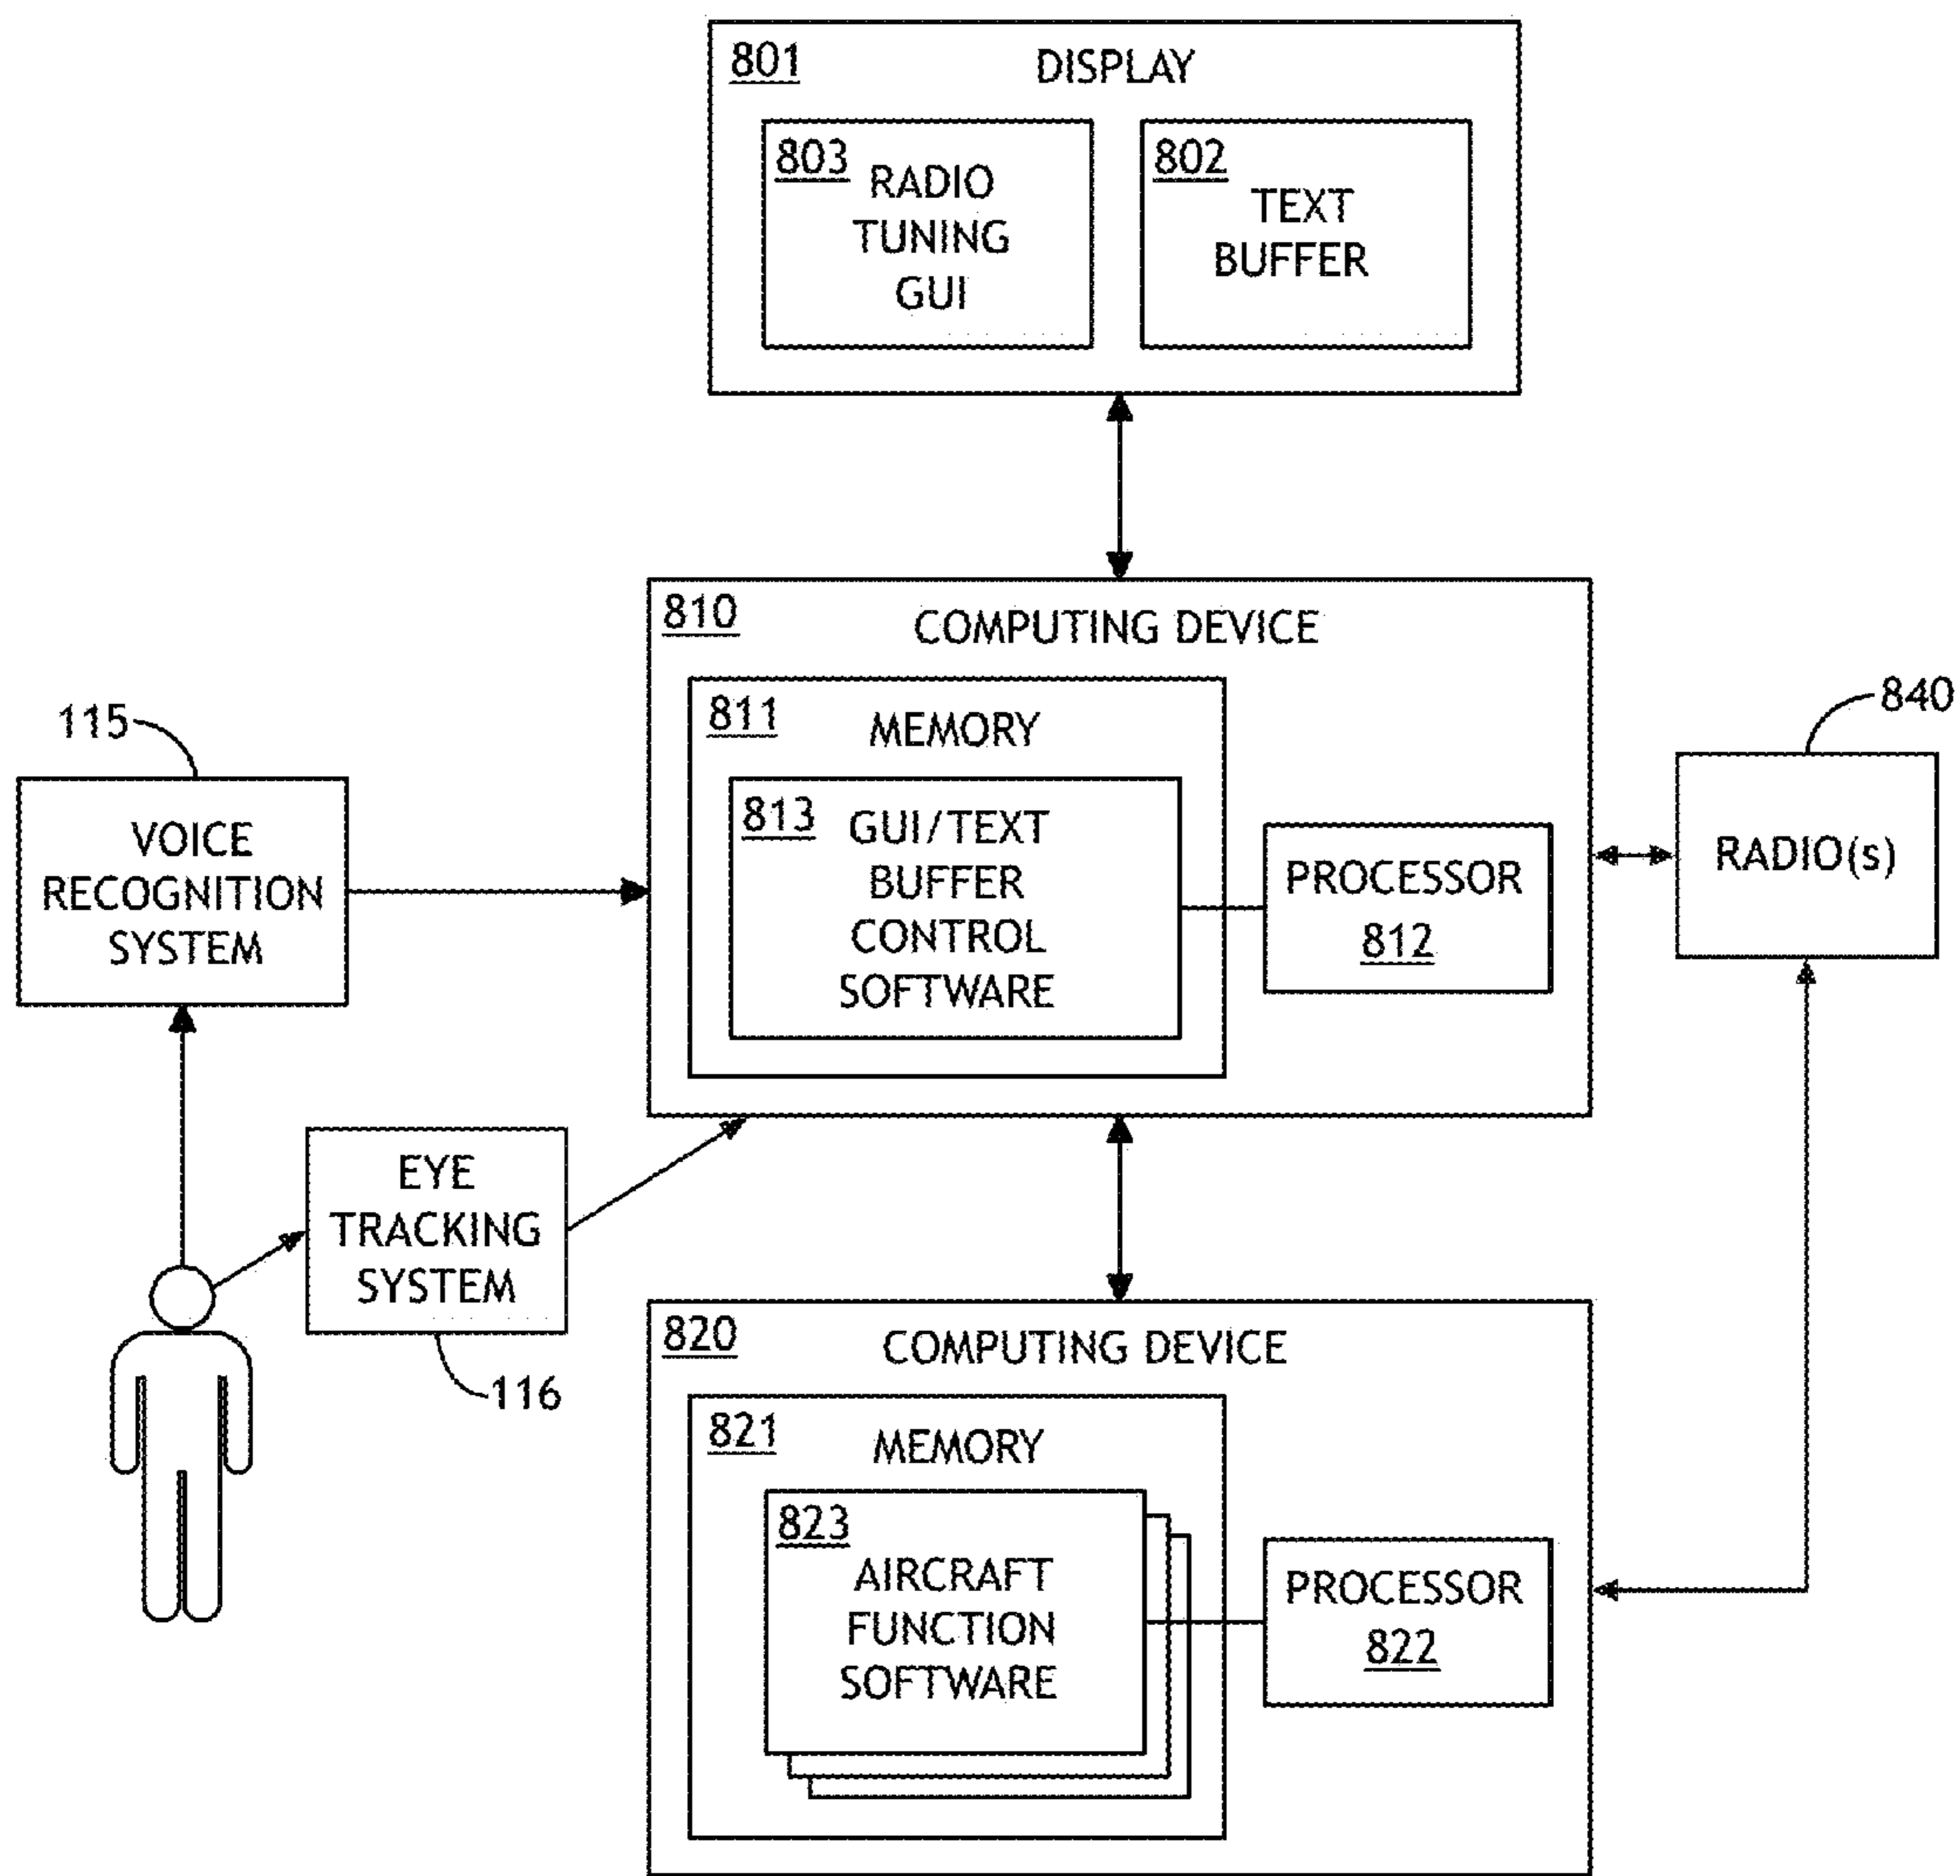 801
DISPLAY
803
RADIO
TUNING
GUI
802
TEXT
BUFFER
810
COMPUTING DEVICE
811
MEMORY
813
GUI/TEXT
BUFFER
CONTROL
SOFTWARE
PROCESSOR
812
840
RADIO(s)
115
VOICE
RECOGNITION
SYSTEM
EYE
TRACKING
SYSTEM
116
820
COMPUTING DEVICE
821
MEMORY
823
AIRCRAFT
FUNCTION
SOFTWARE
PROCESSOR
822